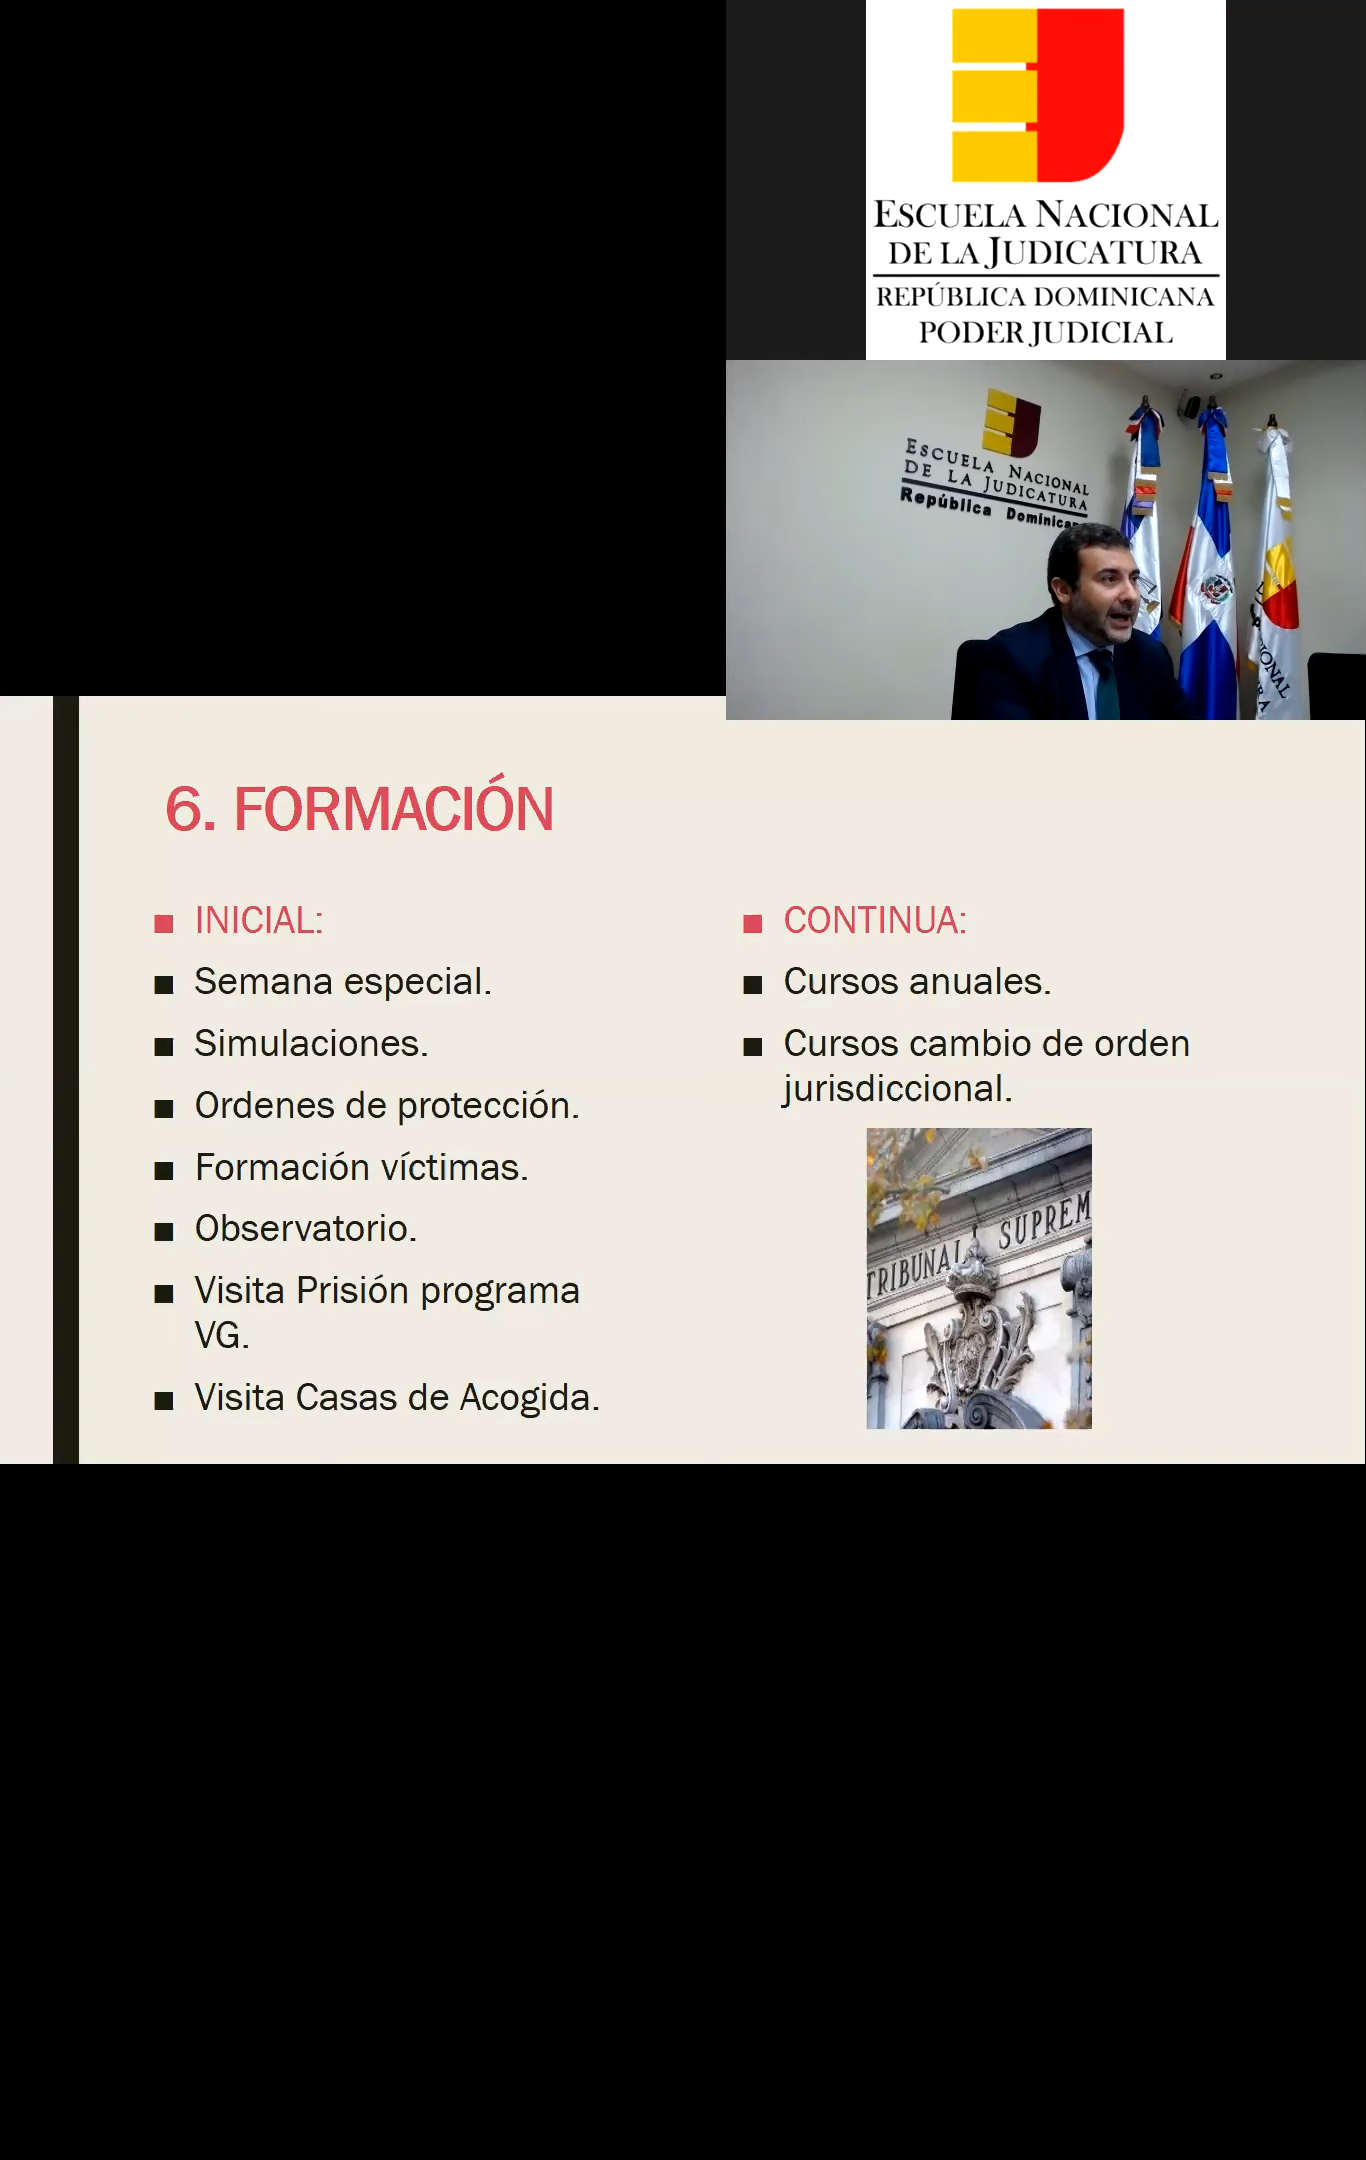 ESCUELA NACIONAL
DE LA JUDICATURA
REPÚBLICA DOMINICANA
PODER JUDICIAL
ESCUELA NACIONAL
DE LA JUDICATURA
República Dominicana
6. FORMACIÓN
■ INICIAL:
■ Semana especial.
■ Simulaciones.
■ Ordenes de protección.
■ Formación víctimas.
■ Observatorio.
■ Visita Prisión programa
VG.
■ Visita Casas de Acogida.
■ CONTINUA:
■ Cursos anuales.
■ Cursos cambio de orden
jurisdiccional.
TRIBUNAL SUPREM